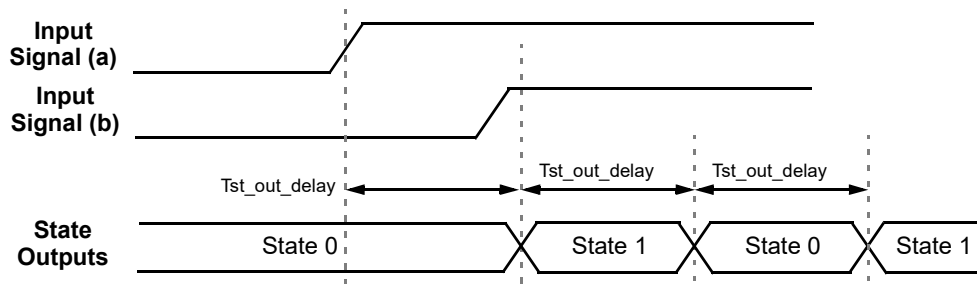 Input
Signal (a)
Input
Signal (b)
Tst_out_delay
Tst_out_delay
Tst_out_delay
State
Outputs
State 0
State 1
State 0
State 1